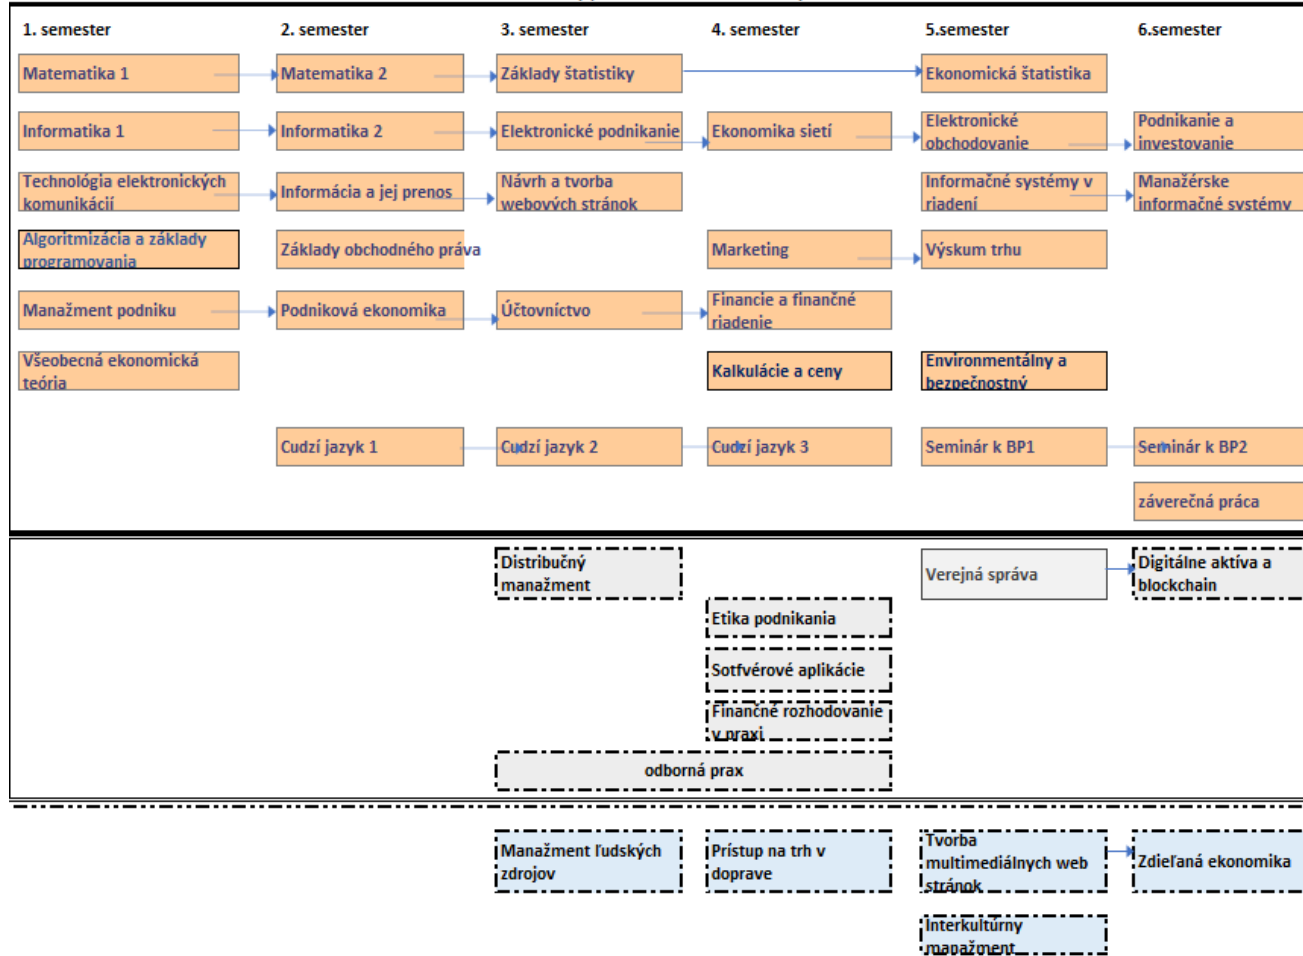 1. semester
2. semester
3. semester
4. semester
5.semester
6.semester
Matematika 1
Matematika 2
Základy štatistiky
Ekonomická štatistika
Informatika 1
Informatika 2
Elektronické podnikanie
Ekonomika sietí
Elektronické
obchodovanie
Podnikanie a
investovanie
Technológia elektronických
komunikácií
Informácia a jej prenos
Návrh a tvorba
webových stránok
Informačné systémy v
riadení
Manažérske
informačné systémy
Algoritmizácia a základy
programovania
Základy obchodného práva
Marketing
Výskum trhu
Manažment podniku
Podniková ekonomika
Účtovníctvo
Financie a finančné
riadenie
Všeobecná ekonomická
teória
Kalkulácie a ceny
Environmentálny a
bezpečnostný
Cudzí jazyk 1
Cudzí jazyk 2
Cudzí jazyk 3
Seminár k BP1
Seminár k BP2
záverečná práca
Distribučný
manažment
Verejná správa
Digitálne aktíva a
blockchain
Etika podnikania
Sotfvérové aplikácie
Finančné rozhodovanie
v praxi
odborná prax
Manažment ľudských
zdrojov
Prístup na trh v
doprave
Tvorba
multimediálnych web
stránok
Zdieľaná ekonomika
Interkultúrny
manažment